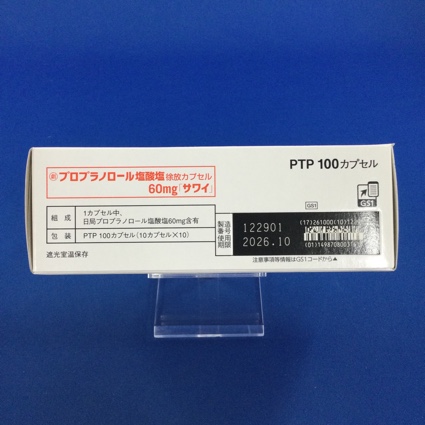 プロプラノロール塩酸塩徐放カプセル
60mg「サワイ」
PTP 100カプセル
GS1
GS1
組成 1カプセル中、
日局プロプラノロール塩酸塩60mg含有
包装 PTP 100カプセル(10カプセル×10)
遮光室温保存
製造番号 122901
使用期限 2026.10
(17)261000(10)
注意事項等情報はGS1コードから▲